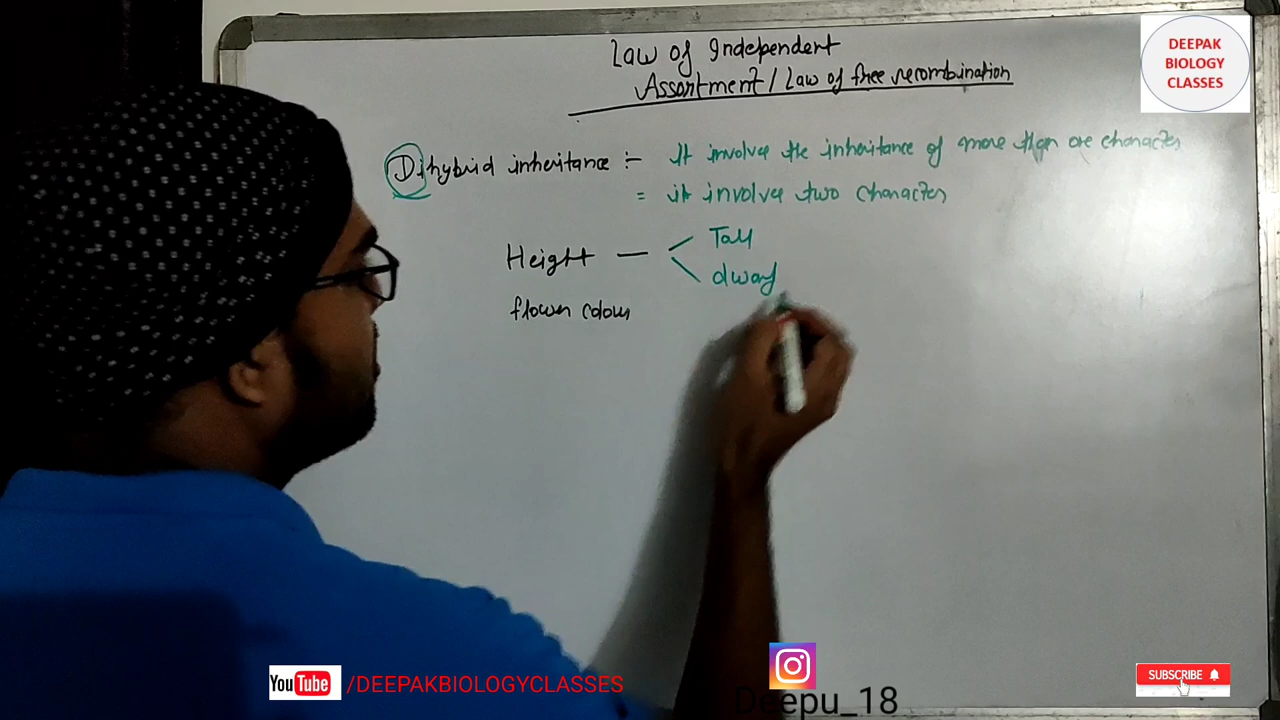 Law of Independent
Assortment / Law of free recombination
DEEPAK
BIOLOGY
CLASSES
Dihybrid inheritance :- It involve the inheritance of more than one character
= it involve two character
Height — Tall
dwarf
flower colour
YouTube /DEEPAKBIOLOGYCLASSES
Deepu_18
SUBSCRIBE